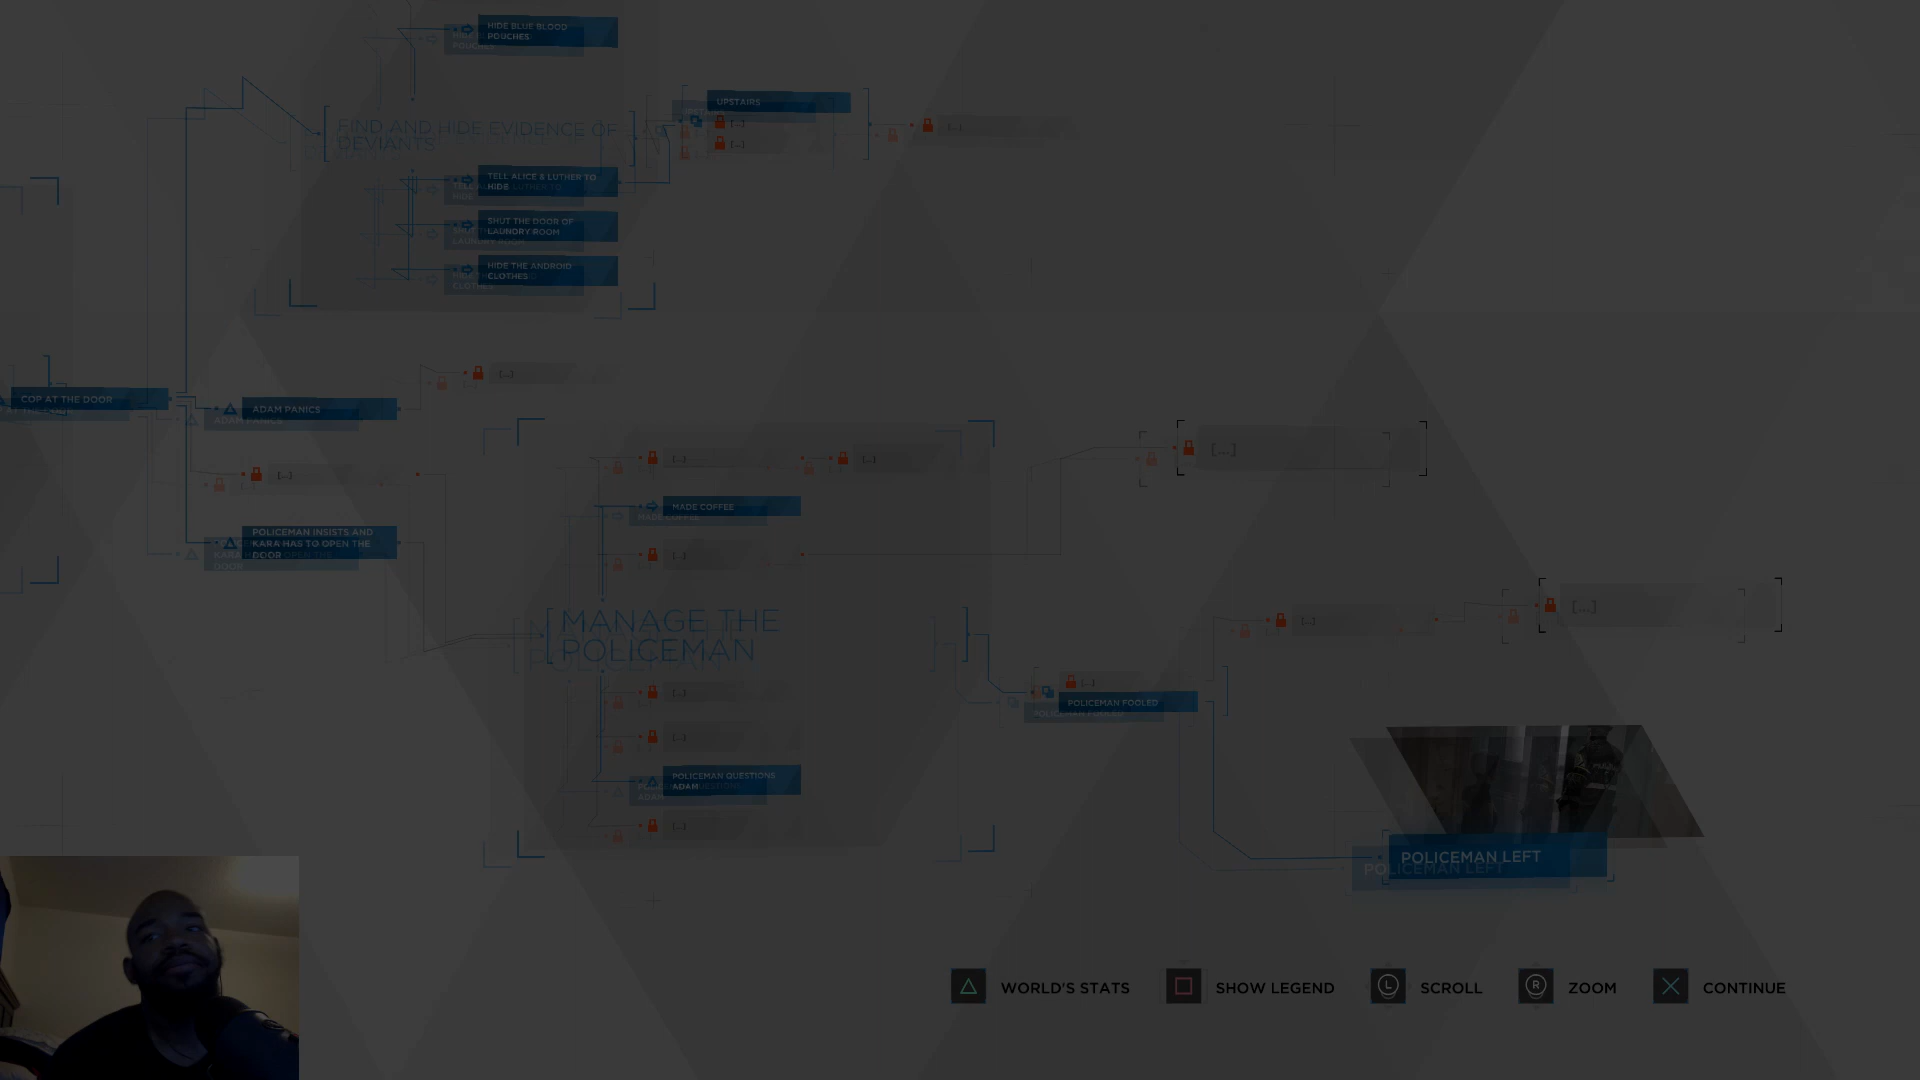 HIDE BLUE BLOOD
POUCHES
UPSTAIRS
[...]
[...]
[...]
FIND AND HIDE EVIDENCE OF
DEVIANTS
TELL ALICE & LUTHER TO
HIDE
SHUT THE DOOR OF
LAUNDRY ROOM
HIDE THE ANDROID
CLOTHES
[...]
COP AT THE DOOR
ADAM PANICS
[...]
POLICEMAN INSISTS AND
KARA HAS TO OPEN THE
DOOR
[...]
[...]
[...]
MADE COFFEE
[...]
MANAGE THE
POLICEMAN
[...]
[...]
[...]
[...]
POLICEMAN FOOLED
[...]
POLICEMAN QUESTIONS
ADAM
[...]
POLICEMAN LEFT
WORLD'S STATS
SHOW LEGEND
L
SCROLL
R
ZOOM
CONTINUE